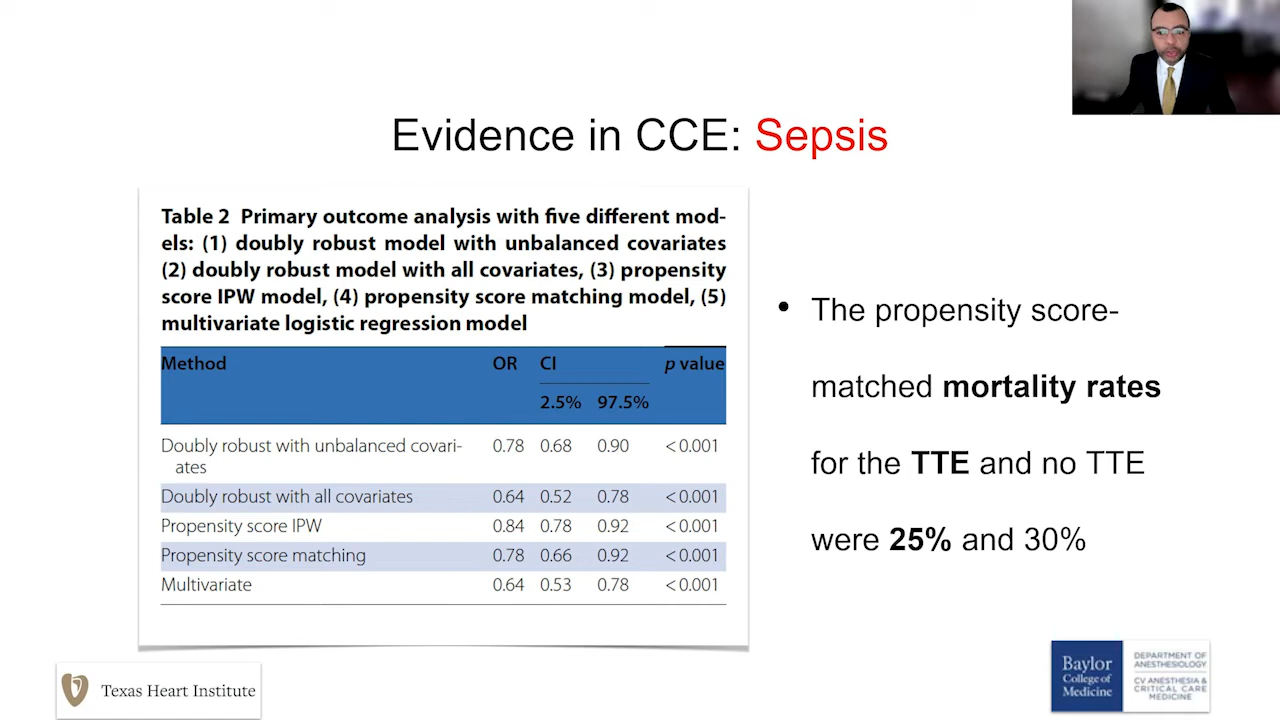 Evidence in CCE: Sepsis
Table 2 Primary outcome analysis with five different mod-
els: (1) doubly robust model with unbalanced covariates
(2) doubly robust model with all covariates, (3) propensity
score IPW model, (4) propensity score matching model, (5)
multivariate logistic regression model
Method OR CI p value
2.5% 97.5%
Doubly robust with unbalanced covari- 0.78 0.68 0.90 <0.001
ates
Doubly robust with all covariates 0.64 0.52 0.78 <0.001
Propensity score IPW 0.84 0.78 0.92 <0.001
Propensity score matching 0.78 0.66 0.92 <0.001
Multivariate 0.64 0.53 0.78 <0.001
• The propensity score-
matched mortality rates
for the TTE and no TTE
were 25% and 30%
Texas Heart Institute
Baylor
College of
Medicine
DEPARTMENT OF
ANESTHESIOLOGY
CV ANESTHESIA &
CRITICAL CARE
MEDICINE